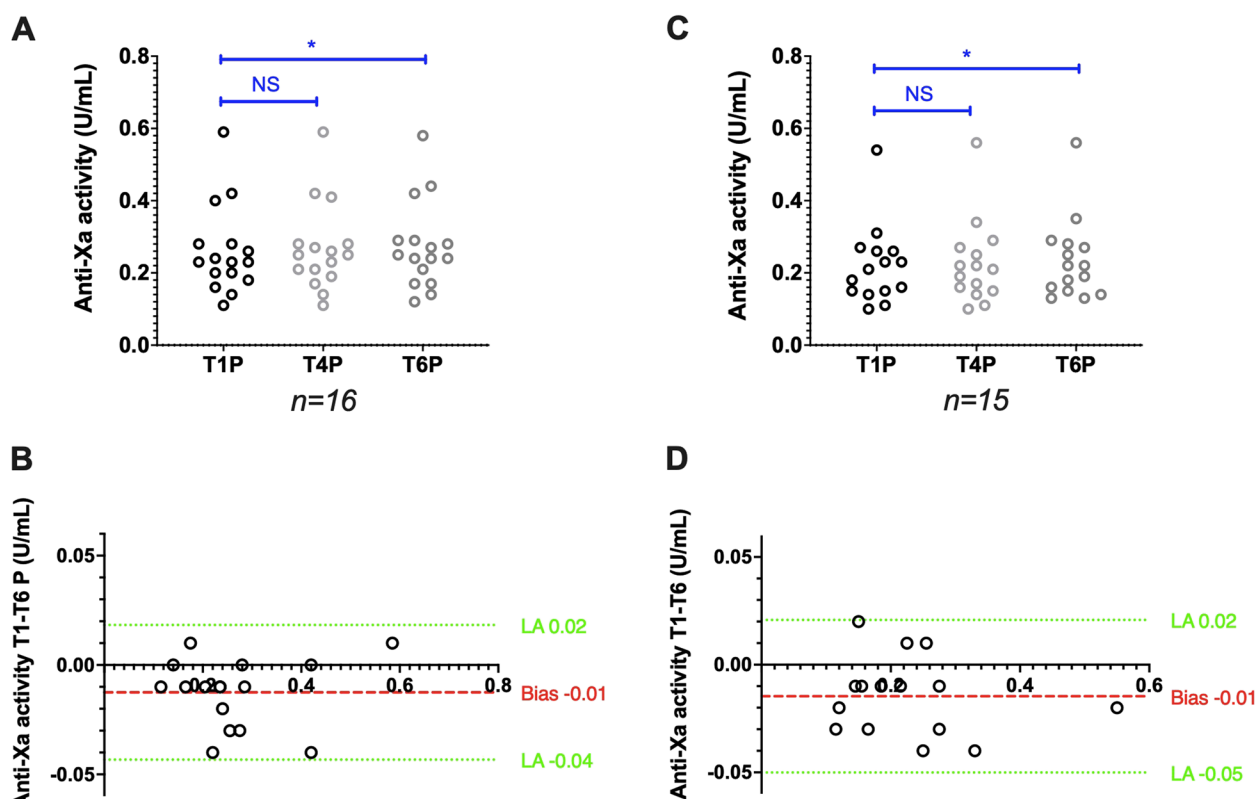 A
Anti-Xa activity (U/mL)
0.8
0.6
0.4
0.2
0.0
*
NS
T1P T4P T6P
n=16
C
Anti-Xa activity (U/mL)
0.8
0.6
0.4
0.2
0.0
*
NS
T1P T4P T6P
n=15
B
Anti-Xa activity T1-T6 P (U/mL)
0.05
0.00
-0.05
0.2 0.4 0.6 0.8
LA 0.02
Bias -0.01
LA -0.04
D
Anti-Xa activity T1-T6 (U/mL)
0.05
0.00
-0.05
0.2 0.4 0.6
LA 0.02
Bias -0.01
LA -0.05